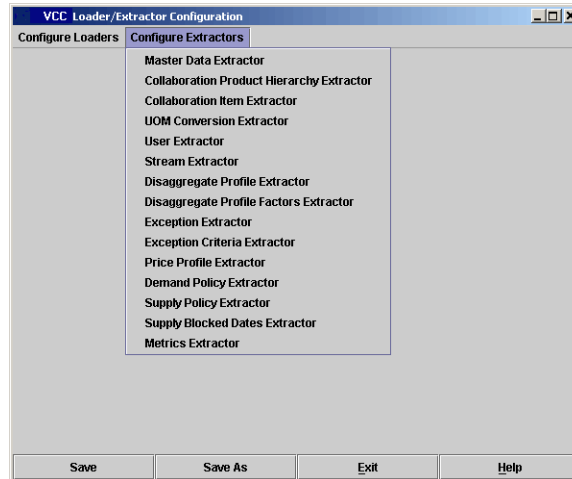 VCC Loader/Extractor Configuration
Configure Loaders Configure Extractors
Master Data Extractor
Collaboration Product Hierarchy Extractor
Collaboration Item Extractor
UOM Conversion Extractor
User Extractor
Stream Extractor
Disaggregate Profile Extractor
Disaggregate Profile Factors Extractor
Exception Extractor
Exception Criteria Extractor
Price Profile Extractor
Demand Policy Extractor
Supply Policy Extractor
Supply Blocked Dates Extractor
Metrics Extractor
Save Save As Exit Help